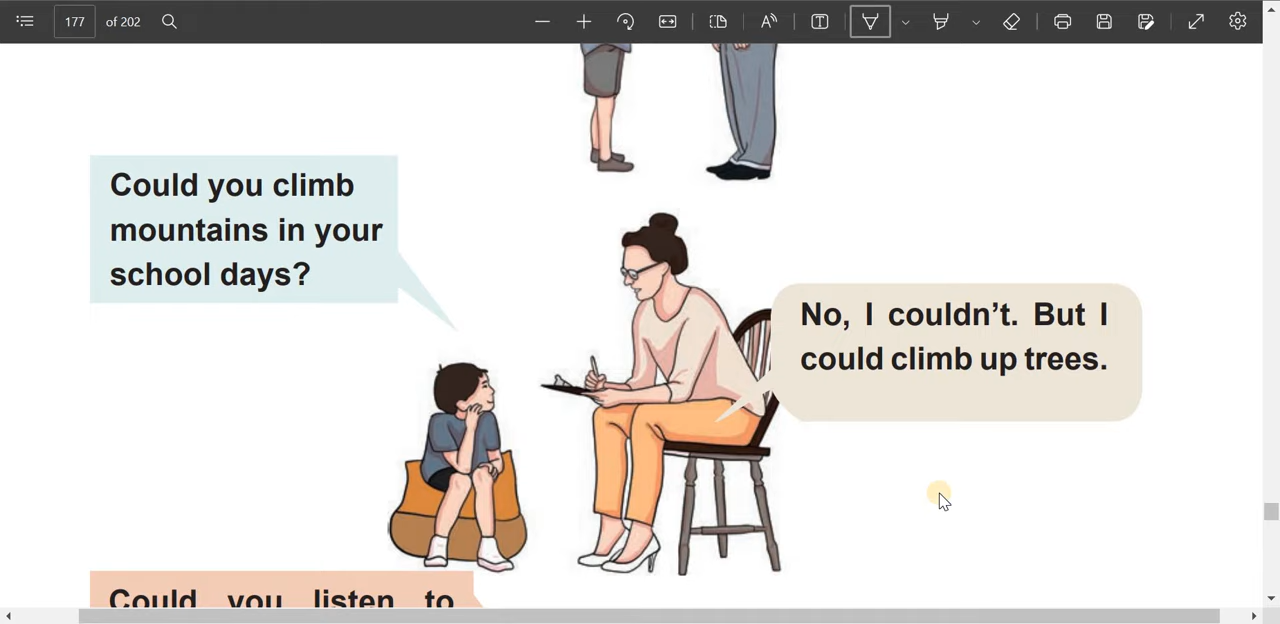 177 of 202
Could you climb
mountains in your
school days?
No, I couldn’t. But I
could climb up trees.
Could you listen to